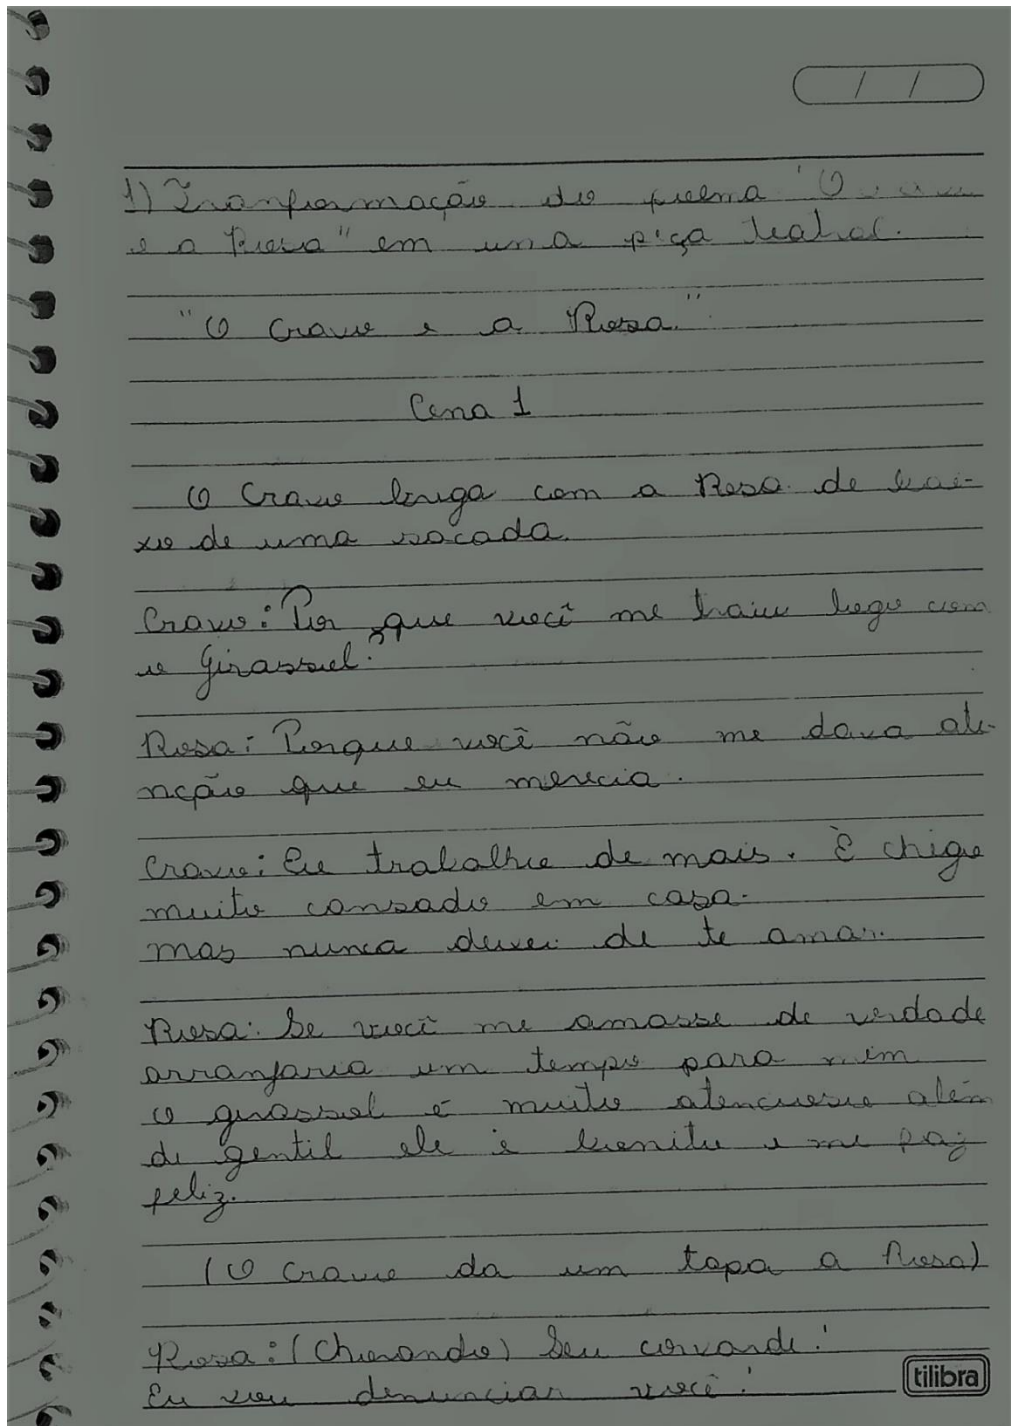 / /
1) Tranformação do poema "O
e a Rosa" em uma peça teatral.
"O Cravo e a Rosa"
Cena 1
O Cravo briga com a Rosa de bai-
xo de uma sacada.
Cravo: Por que você me traiu logo com
o Girassol?
Rosa: Porque você não me dava ate-
nção que eu merecia.
Cravo: Eu trabalho de mais. È chego
muito cansado em casa.
mas nunca deixei de te amar.
Rosa: Se você me amasse de verdade
arranjaria um tempo para mim
o girassol é muito atencioso além
de gentil ele è bonito e me faz
feliz.
(O Cravo da um tapa a Rosa)
Rosa: (Chorando) Seu corvarde!
Eu vou denunciar você!
tilibra